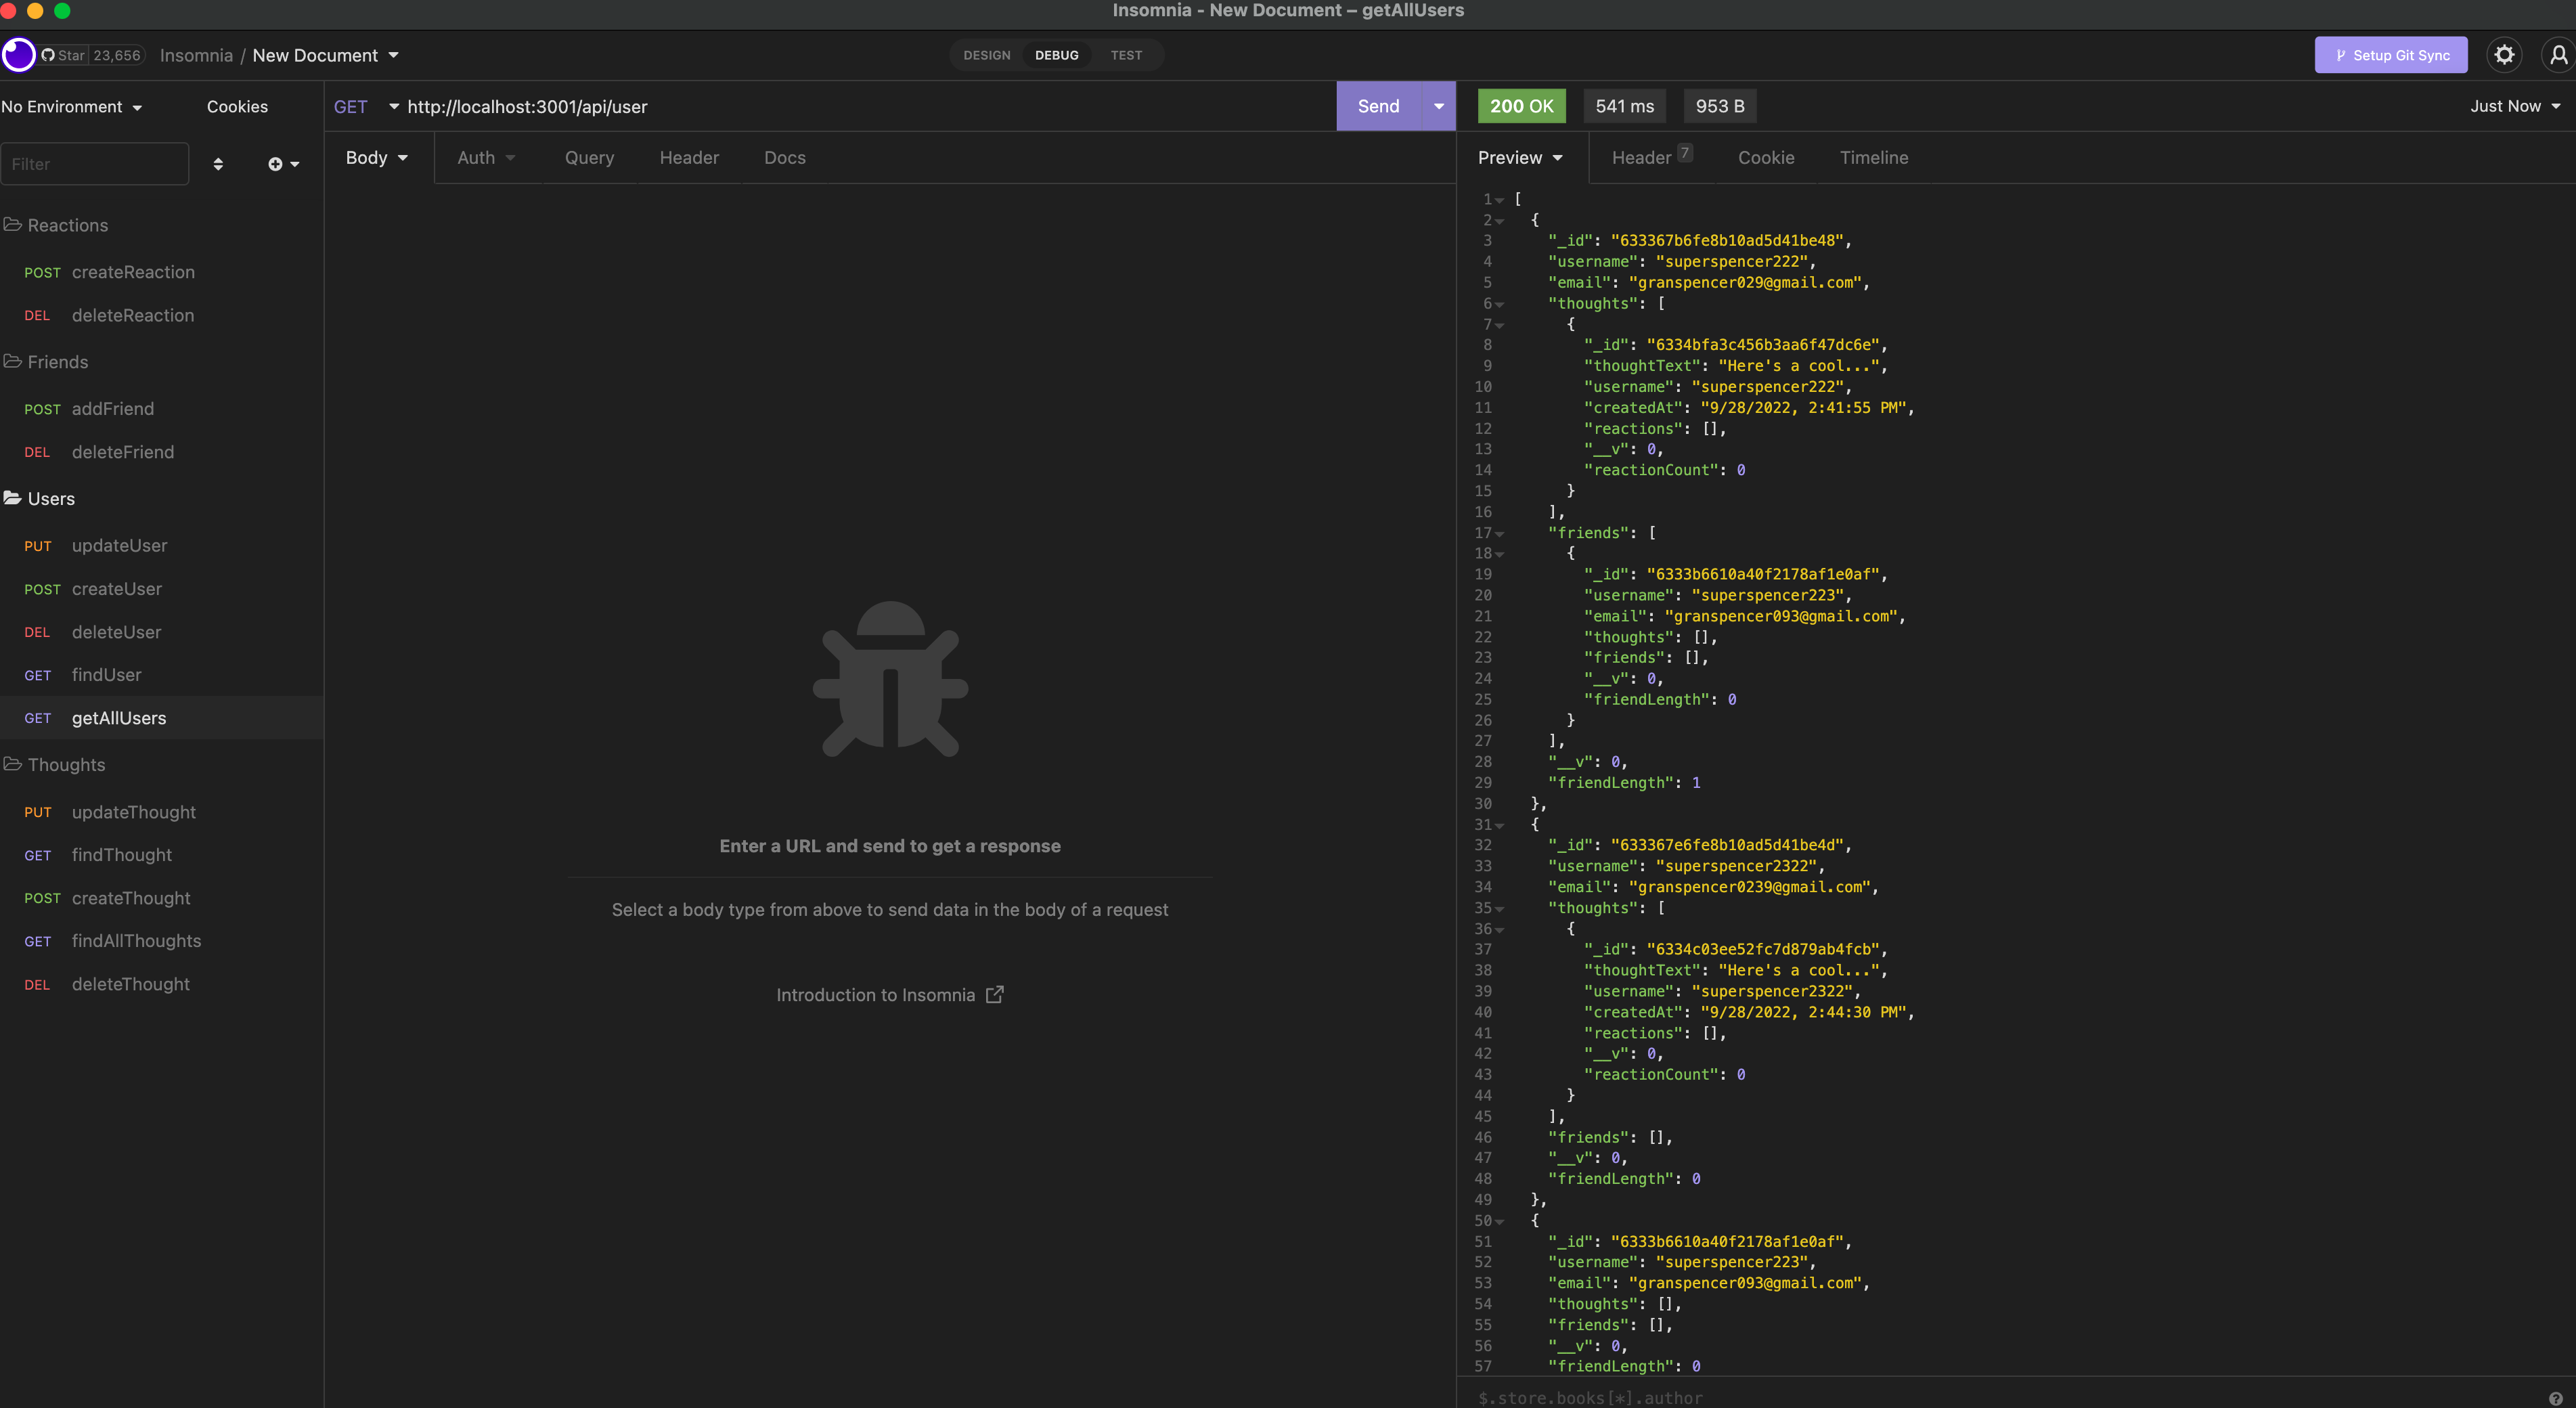 Insomnia - New Document – getAllUsers
Star 23,656 Insomnia / New Document
DESIGN DEBUG TEST
Setup Git Sync
No Environment Cookies
Filter
Reactions
POST createReaction
DEL deleteReaction
Friends
POST addFriend
DEL deleteFriend
Users
PUT updateUser
POST createUser
DEL deleteUser
GET findUser
GET getAllUsers
Thoughts
PUT updateThought
GET findThought
POST createThought
GET findAllThoughts
DEL deleteThought
GET http://localhost:3001/api/user Send
Body Auth Query Header Docs
Enter a URL and send to get a response
Select a body type from above to send data in the body of a request
Introduction to Insomnia
200 OK 541 ms 953 B Just Now
Preview Header 7 Cookie Timeline
1 [
2 {
3 "_id": "633367b6fe8b10ad5d41be48",
4 "username": "superspencer222",
5 "email": "granspencer029@gmail.com",
6 "thoughts": [
7 {
8 "_id": "6334bfa3c456b3aa6f47dc6e",
9 "thoughtText": "Here's a cool...",
10 "username": "superspencer222",
11 "createdAt": "9/28/2022, 2:41:55 PM",
12 "reactions": [],
13 "__v": 0,
14 "reactionCount": 0
15 }
16 ],
17 "friends": [
18 {
19 "_id": "6333b6610a40f2178af1e0af",
20 "username": "superspencer223",
21 "email": "granspencer093@gmail.com",
22 "thoughts": [],
23 "friends": [],
24 "__v": 0,
25 "friendLength": 0
26 }
27 ],
28 "__v": 0,
29 "friendLength": 1
30 },
31 {
32 "_id": "633367e6fe8b10ad5d41be4d",
33 "username": "superspencer2322",
34 "email": "granspencer0239@gmail.com",
35 "thoughts": [
36 {
37 "_id": "6334c03ee52fc7d879ab4fcb",
38 "thoughtText": "Here's a cool...",
39 "username": "superspencer2322",
40 "createdAt": "9/28/2022, 2:44:30 PM",
41 "reactions": [],
42 "__v": 0,
43 "reactionCount": 0
44 }
45 ],
46 "friends": [],
47 "__v": 0,
48 "friendLength": 0
49 },
50 {
51 "_id": "6333b6610a40f2178af1e0af",
52 "username": "superspencer223",
53 "email": "granspencer093@gmail.com",
54 "thoughts": [],
55 "friends": [],
56 "__v": 0,
57 "friendLength": 0
$.store.books[*].author